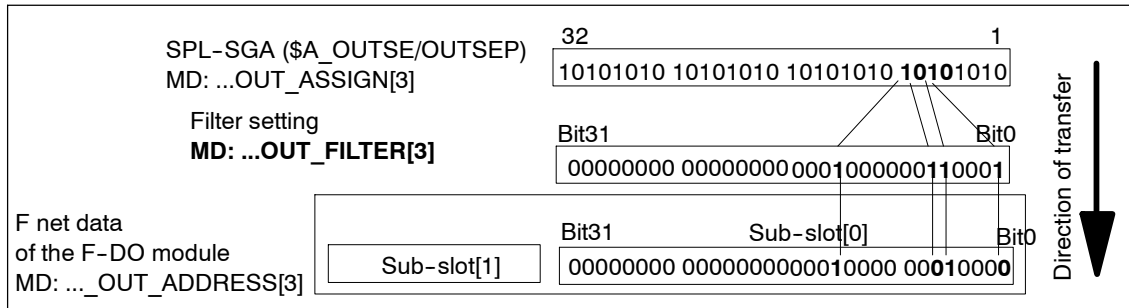 32 1
SPL-SGA ($A_OUTSE/OUTSEP)
10101010 10101010 10101010 10101010
MD: ...OUT_ASSIGN[3]
Filter setting
Bit31 Bit0
MD: ...OUT_FILTER[3]
00000000 00000000 0001000000110001
Direction of transfer
F net data
Bit31 Sub-slot[0] Bit0
of the F-DO module
Sub-slot[1]
00000000 0000000000010000 00010000
MD: ..._OUT_ADDRESS[3]